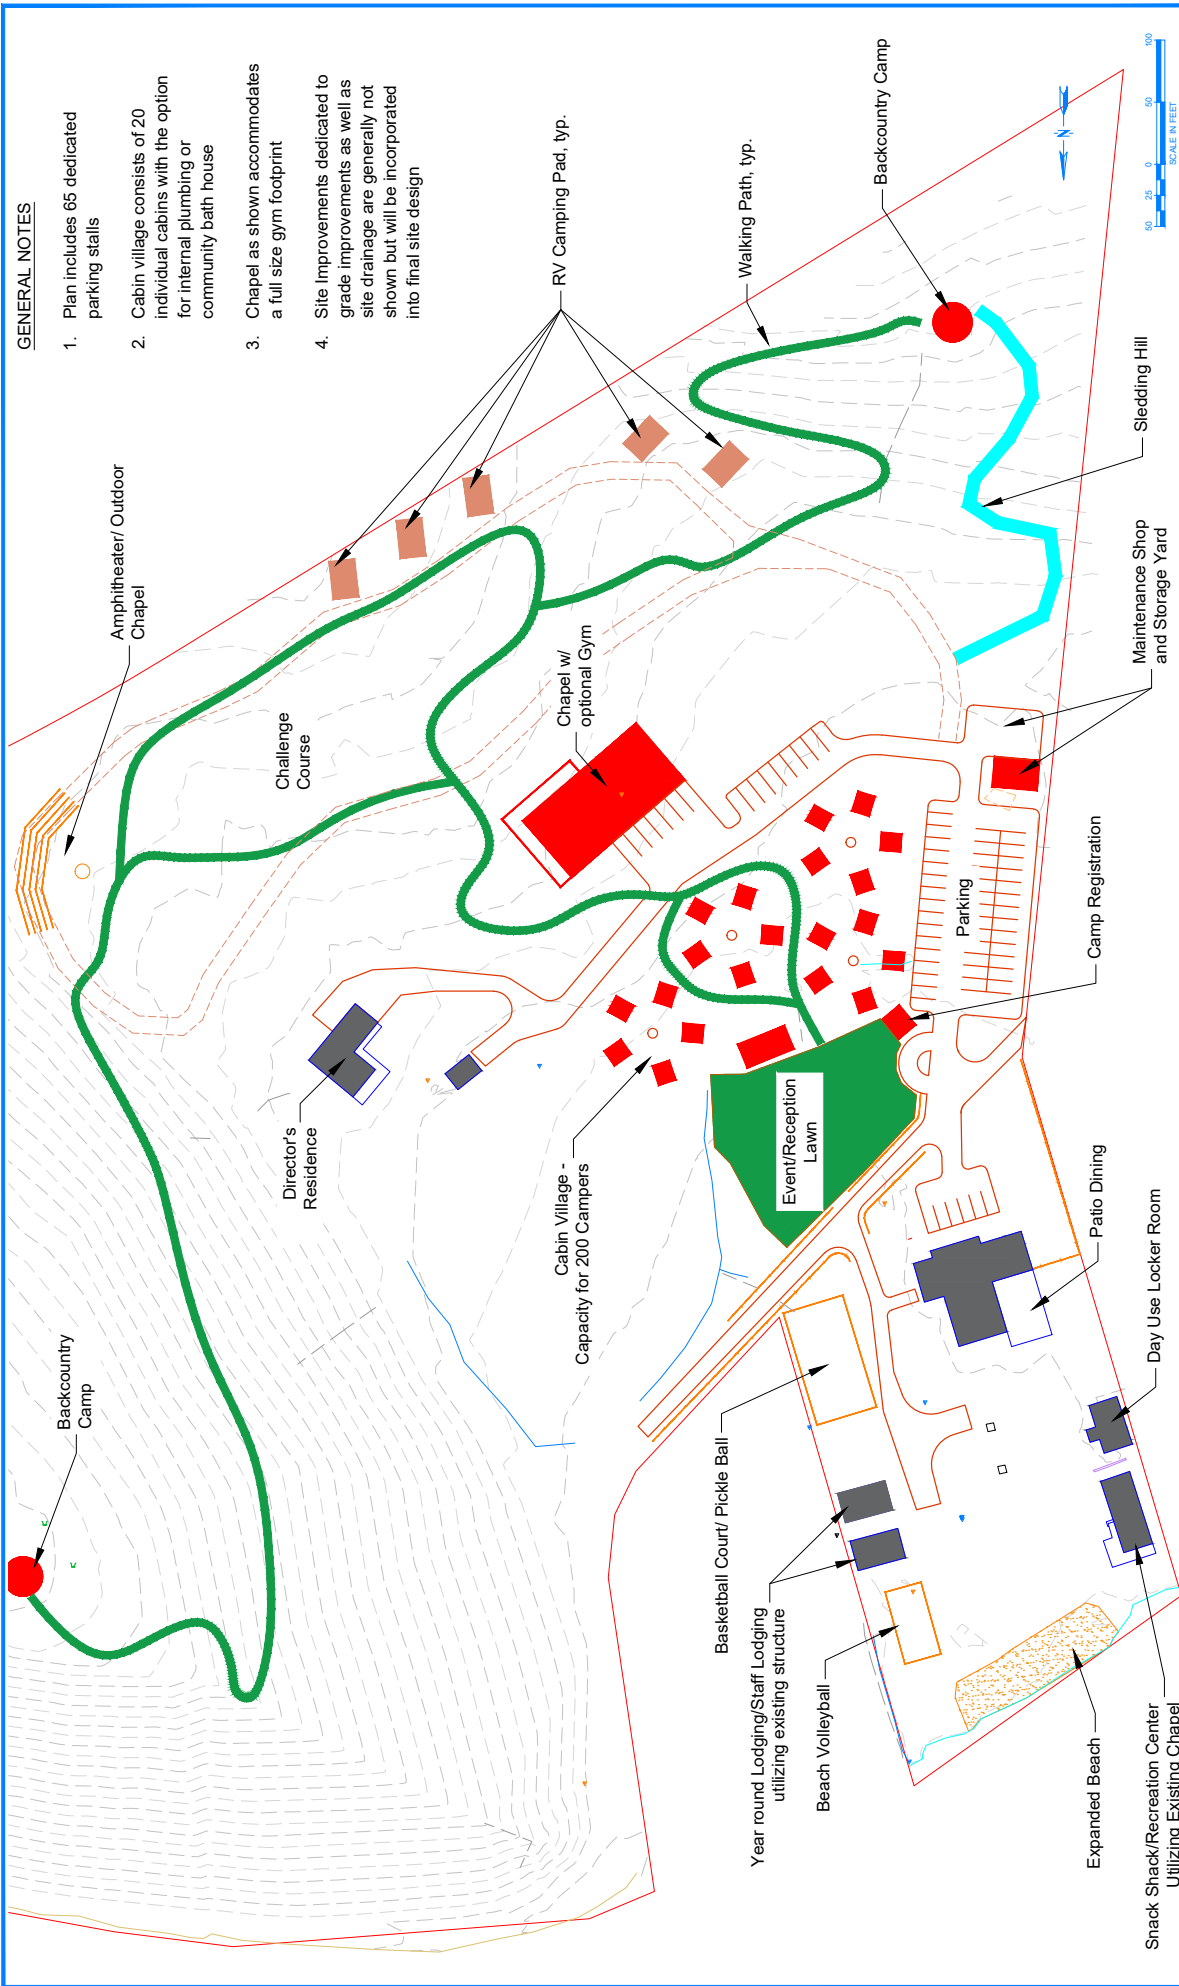 GENERAL NOTES
1. Plan includes 65 dedicated
parking stalls
2. Cabin village consists of 20
individual cabins with the option
for internal plumbing or
community bath house
3. Chapel as shown accommodates
a full size gym footprint
4. Site Improvements dedicated to
grade improvements as well as
site drainage are generally not
shown but will be incorporated
into final site design
Amphitheater/ Outdoor
Chapel
RV Camping Pad, typ.
Walking Path, typ.
Backcountry Camp
N
50 25 0 50 100
SCALE IN FEET
Sledding Hill
Maintenance Shop
and Storage Yard
Challenge
Course
Chapel w/
optional Gym
Parking
Camp Registration
Director's
Residence
Cabin Village -
Capacity for 200 Campers
Event/Reception
Lawn
Patio Dining
Day Use Locker Room
Backcountry
Camp
Basketball Court/ Pickle Ball
Year round Lodging/Staff Lodging
utilizing existing structure
Beach Volleyball
Expanded Beach
Snack Shack/Recreation Center
Utilizing Existing Chapel